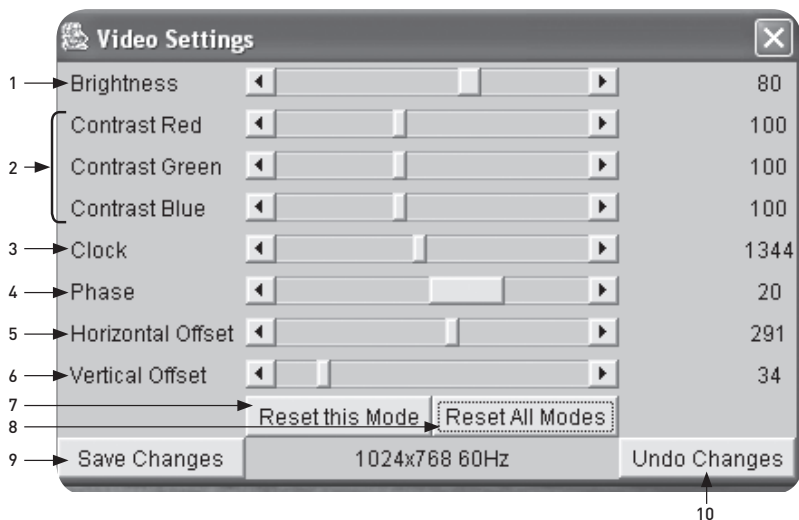 Video Settings
1 Brightness 80
Contrast Red 100
2 Contrast Green 100
Contrast Blue 100
3 Clock 1344
4 Phase 20
5 Horizontal Offset 291
6 Vertical Offset 34
7 Reset this Mode Reset All Modes
8
9 Save Changes 1024x768 60Hz Undo Changes
10